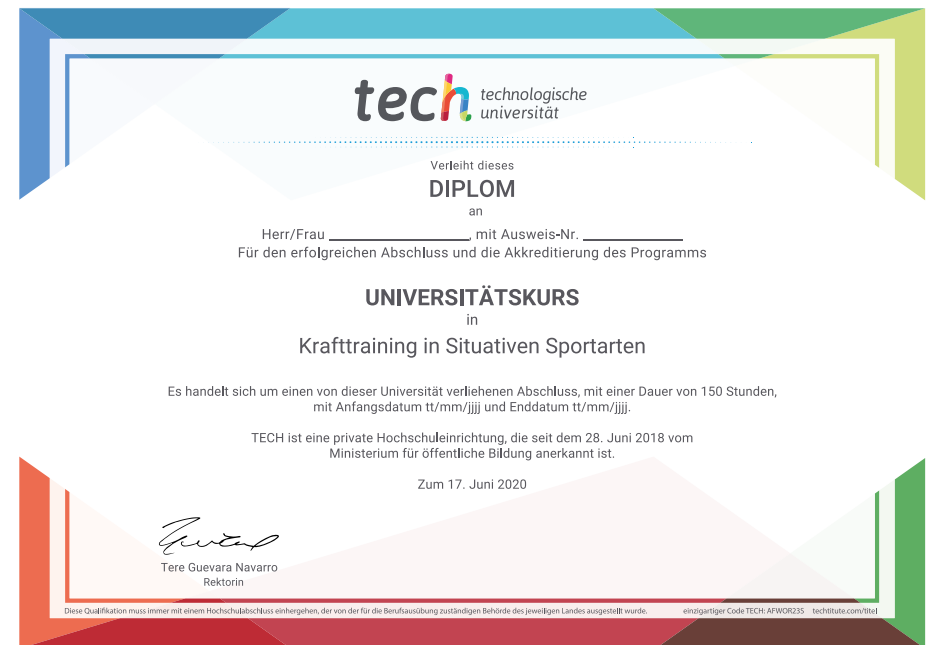 tech technologische
universität
Verleiht dieses
DIPLOM
an
Herr/Frau ____________________, mit Ausweis-Nr. ______________
Für den erfolgreichen Abschluss und die Akkreditierung des Programms
UNIVERSITÄTSKURS
in
Krafttraining in Situativen Sportarten
Es handelt sich um einen von dieser Universität verliehenen Abschluss, mit einer Dauer von 150 Stunden,
mit Anfangsdatum tt/mm/jjjj und Enddatum tt/mm/jjjj.
TECH ist eine private Hochschuleinrichtung, die seit dem 28. Juni 2018 vom
Ministerium für öffentliche Bildung anerkannt ist.
Zum 17. Juni 2020
Tere Guevara Navarro
Rektorin
Diese Qualifikation muss immer mit einem Hochschulabschluss einhergehen, der von der für die Berufsausübung zuständigen Behörde des jeweiligen Landes ausgestellt wurde. einzigartiger Code TECH: AFWOR23S techtitute.com/titel